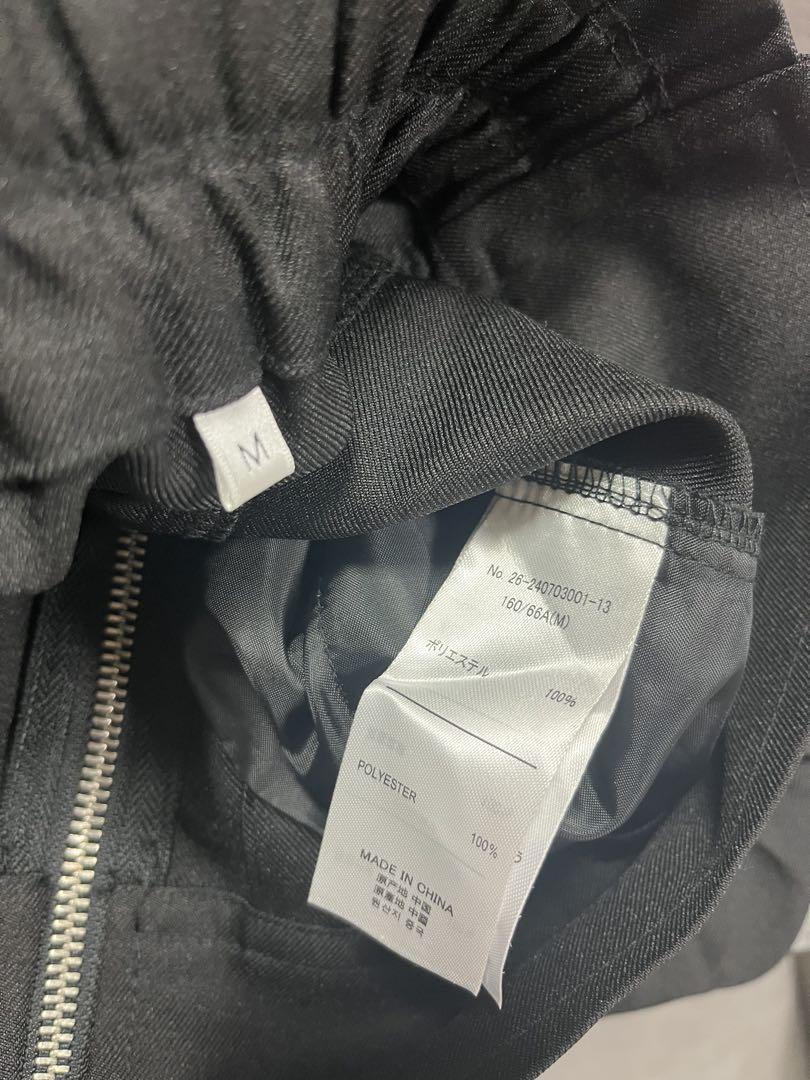 M
No. 26-240703001-13
160/66A(M)
ポリエステル
100%
POLYESTER
100%
MADE IN CHINA
原产地 中国
原產地 中國
원산지 중국